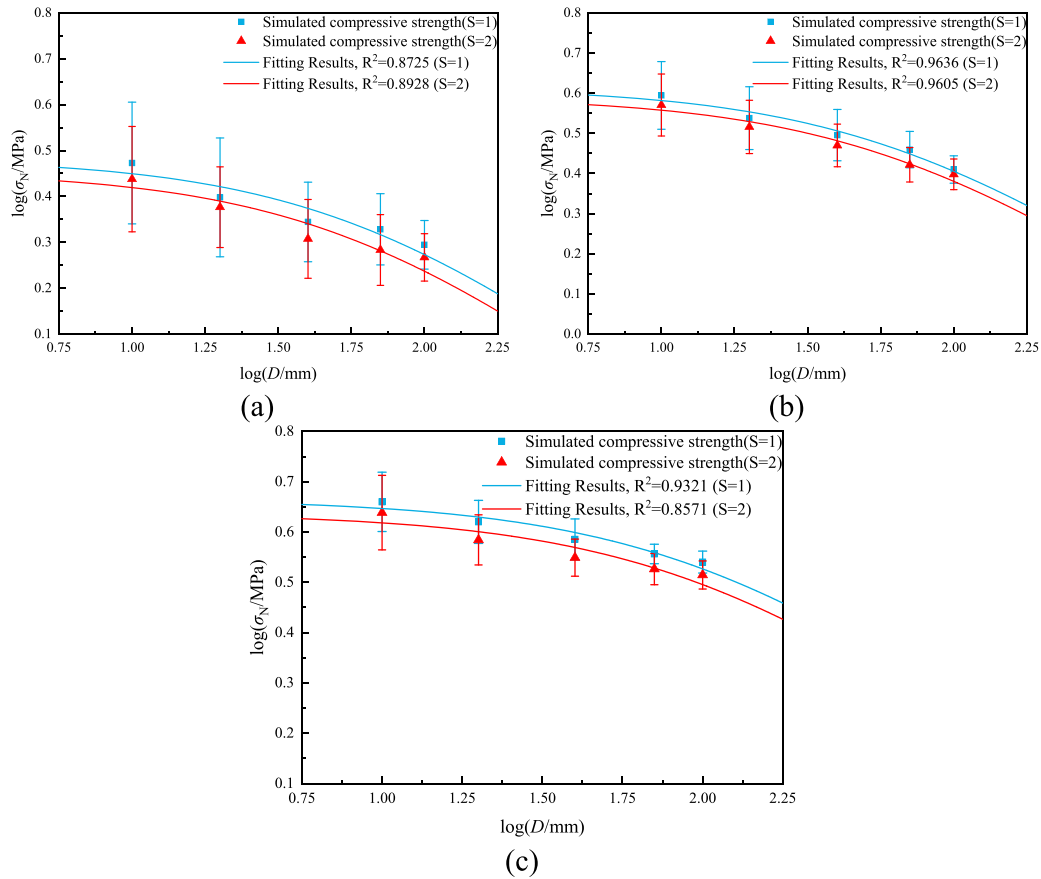 Simulated compressive strength(S=1)
Simulated compressive strength(S=2)
Fitting Results, R²=0.8725 (S=1)
Fitting Results, R²=0.8928 (S=2)
log(σN/MPa)
0.8
0.7
0.6
0.5
0.4
0.3
0.2
0.1
0.75
1.00
1.25
1.50
1.75
2.00
2.25
log(D/mm)
(a)
Simulated compressive strength(S=1)
Simulated compressive strength(S=2)
Fitting Results, R²=0.9636 (S=1)
Fitting Results, R²=0.9605 (S=2)
log(σN/MPa)
0.8
0.7
0.6
0.5
0.4
0.3
0.2
0.1
0.0
0.75
1.00
1.25
1.50
1.75
2.00
2.25
log(D/mm)
(b)
Simulated compressive strength(S=1)
Simulated compressive strength(S=2)
Fitting Results, R²=0.9321 (S=1)
Fitting Results, R²=0.8571 (S=2)
log(σN/MPa)
0.8
0.7
0.6
0.5
0.4
0.3
0.2
0.1
0.75
1.00
1.25
1.50
1.75
2.00
2.25
log(D/mm)
(c)